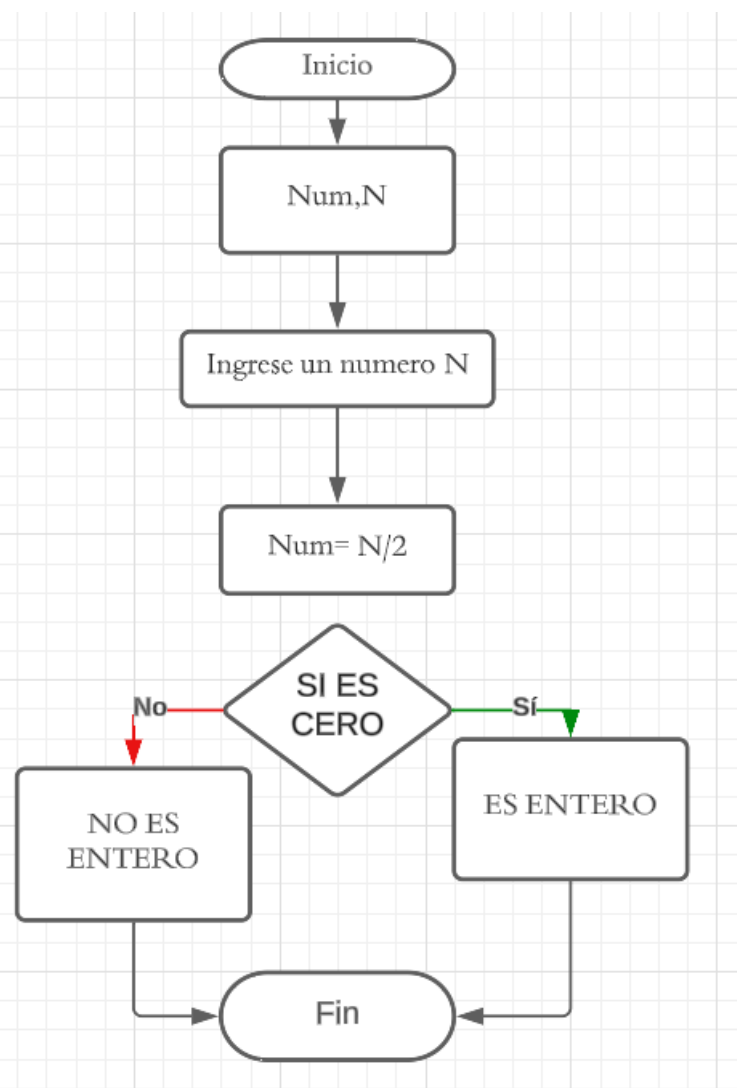 Inicio
Num,N
Ingrese un numero N
Num= N/2
SI ES
CERO
No
Sí
ES ENTERO
NO ES
ENTERO
Fin